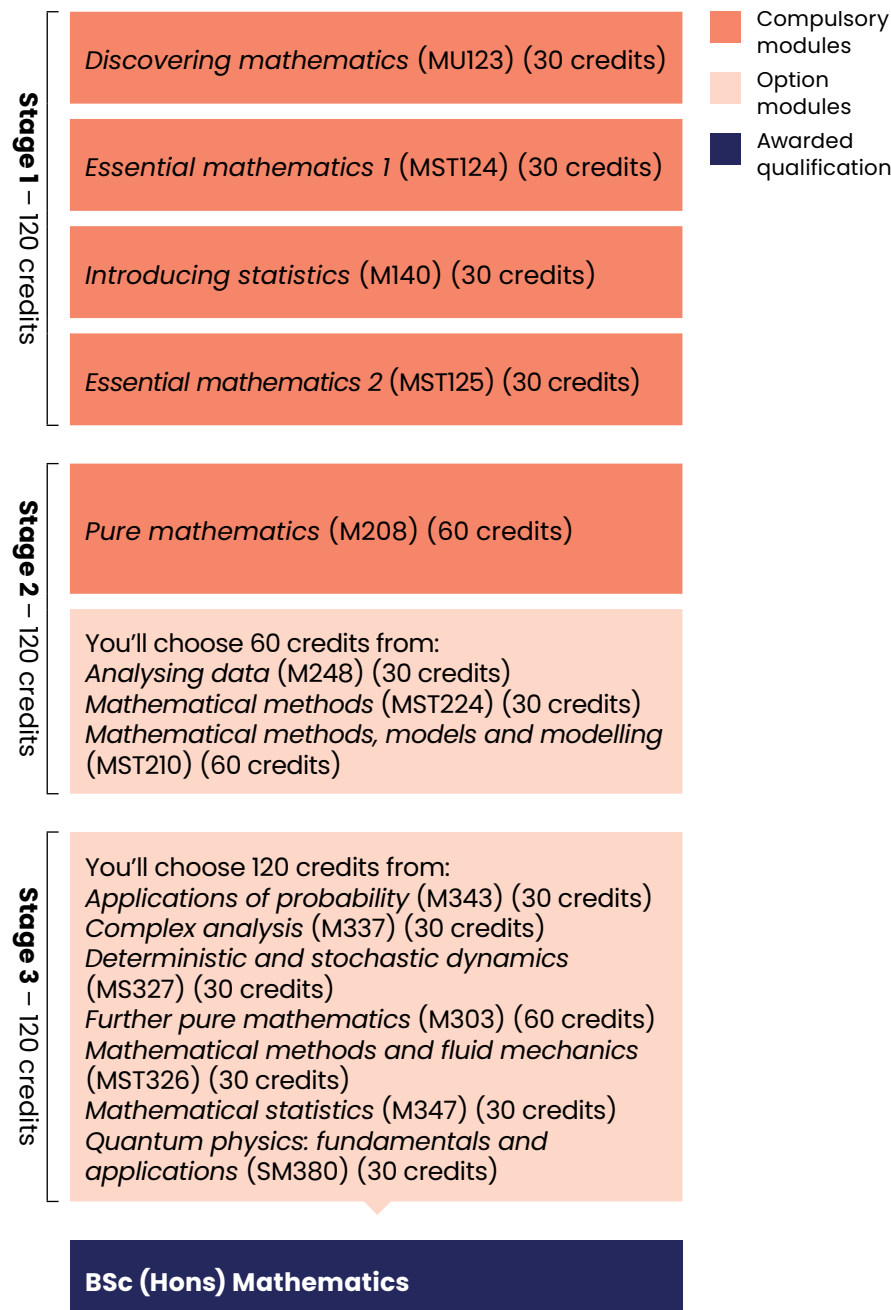 Compulsory
modules
Option
modules
Awarded
qualification
Stage 1 – 120 credits
Discovering mathematics (MU123) (30 credits)
Essential mathematics 1 (MST124) (30 credits)
Introducing statistics (M140) (30 credits)
Essential mathematics 2 (MST125) (30 credits)
Stage 2 – 120 credits
Pure mathematics (M208) (60 credits)
You’ll choose 60 credits from:
Analysing data (M248) (30 credits)
Mathematical methods (MST224) (30 credits)
Mathematical methods, models and modelling
(MST210) (60 credits)
Stage 3 – 120 credits
You’ll choose 120 credits from:
Applications of probability (M343) (30 credits)
Complex analysis (M337) (30 credits)
Deterministic and stochastic dynamics
(MS327) (30 credits)
Further pure mathematics (M303) (60 credits)
Mathematical methods and fluid mechanics
(MST326) (30 credits)
Mathematical statistics (M347) (30 credits)
Quantum physics: fundamentals and
applications (SM380) (30 credits)
BSc (Hons) Mathematics